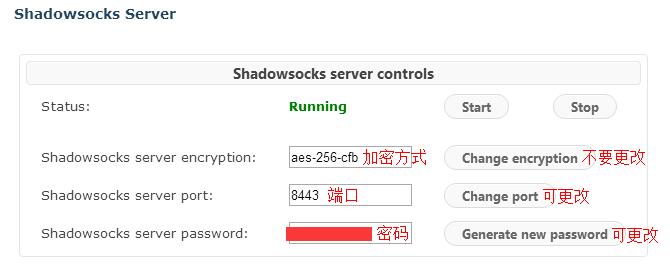 Shadowsocks Server
Shadowsocks server controls
Status: Running Start Stop
Shadowsocks server encryption: aes-256-cfb 加密方式 Change encryption 不要更改
Shadowsocks server port: 8443 端口 Change port 可更改
Shadowsocks server password: 密码 Generate new password 可更改